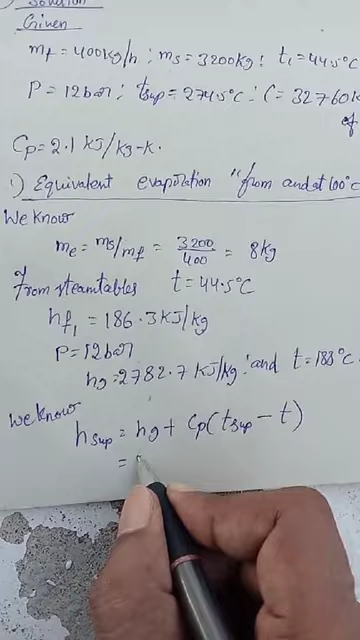 Solution
Given
mf = 400kg/h ; ms = 3200kg ; t1 = 44.5°C
P = 12bar ; tsup = 274.5°C ; C = 32760K
of
Cp = 2.1 kJ/kg-K.
i) Equivalent evaporation "from and at 100°C
We know
me = ms/mf = 3200/400 = 8kg
From steam tables t = 44.5°C
hf1 = 186.3kJ/kg
P = 12bar
hg = 2782.7 kJ/kg ; and t = 188°C
We know
hsup = hg + Cp(tsup - t)
=